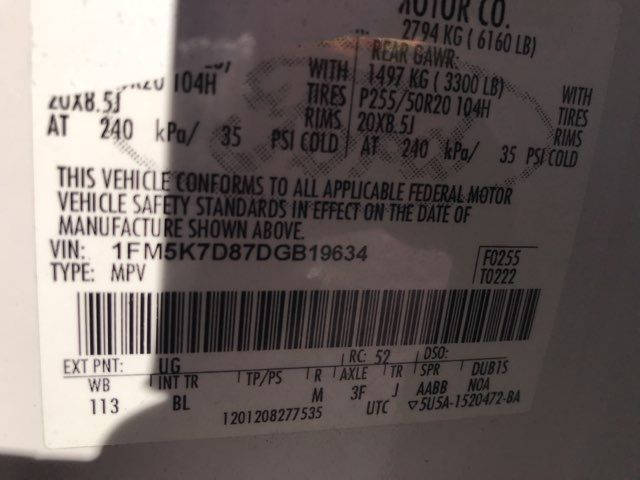 MOTOR CO.
2794 KG ( 6160 LB)
REAR GAWR:
1497 KG ( 3300 LB)
R20 104H WITH P255/50R20 104H WITH
20X8.5J TIRES 20X8.5J TIRES
RIMS RIMS
AT 240 kPa/ 35 PSI COLD AT 240 kPa/ 35 PSI COLD
THIS VEHICLE CONFORMS TO ALL APPLICABLE FEDERAL MOTOR
VEHICLE SAFETY STANDARDS IN EFFECT ON THE DATE OF
MANUFACTURE SHOWN ABOVE.
VIN: 1FM5K7D87DGB19634 F0255
TYPE: MPV T0222
EXT PNT: UG RC: 52 DSO:
WB INT TR TP/PS R AXLE TR SPR DUB1S
113 BL M 3F J AABB N0A
1201208277535 UTC ▽5U5A-1520472-BA